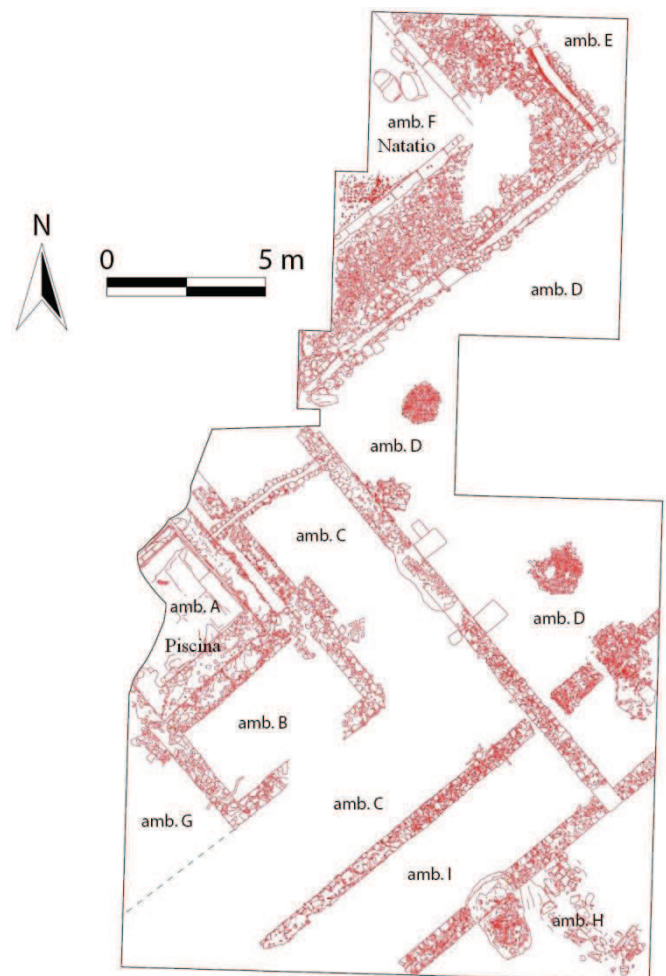 amb. E
amb. F
Natatio
N
0 5 m
amb. D
amb. D
amb. C
amb. D
amb. A
Piscina
amb. B
amb. C
amb. G
amb. I
amb. H